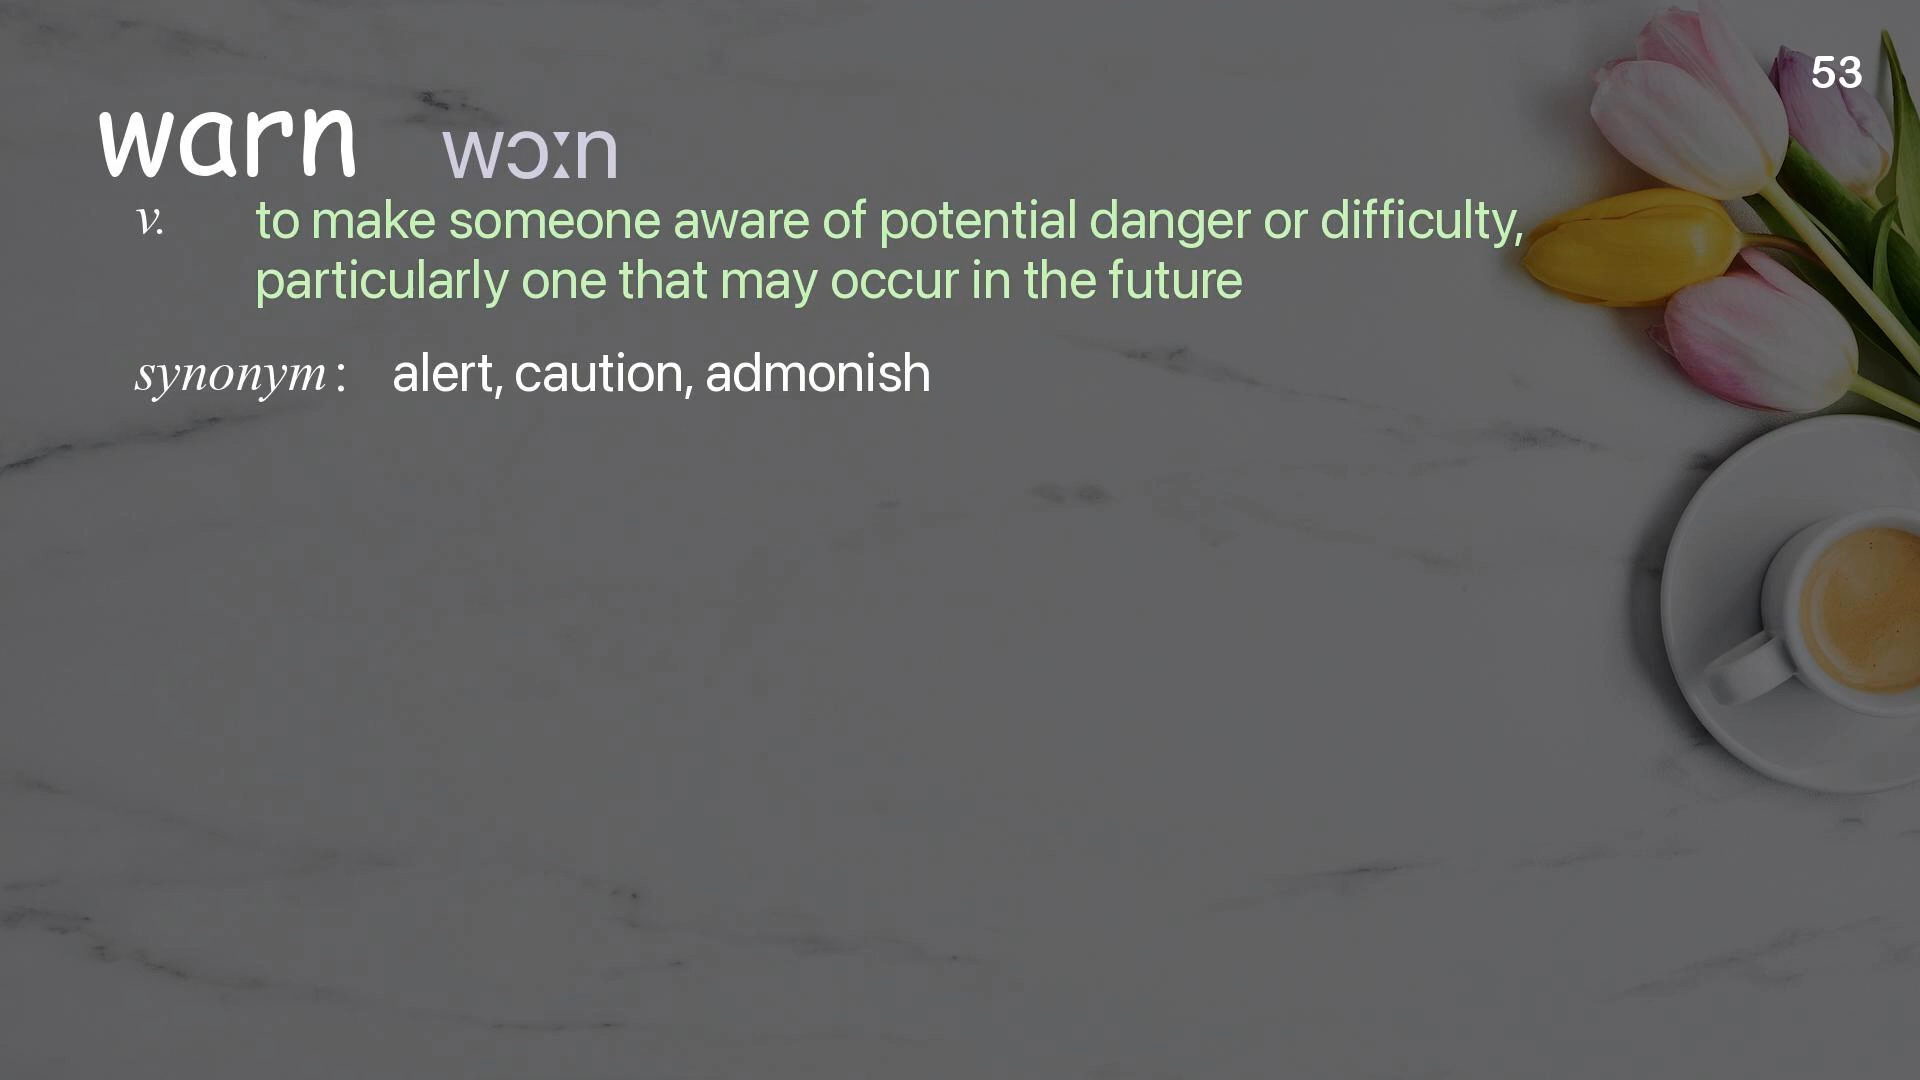 53
warn wɔːn
v. to make someone aware of potential danger or difficulty,
particularly one that may occur in the future
synonym : alert, caution, admonish